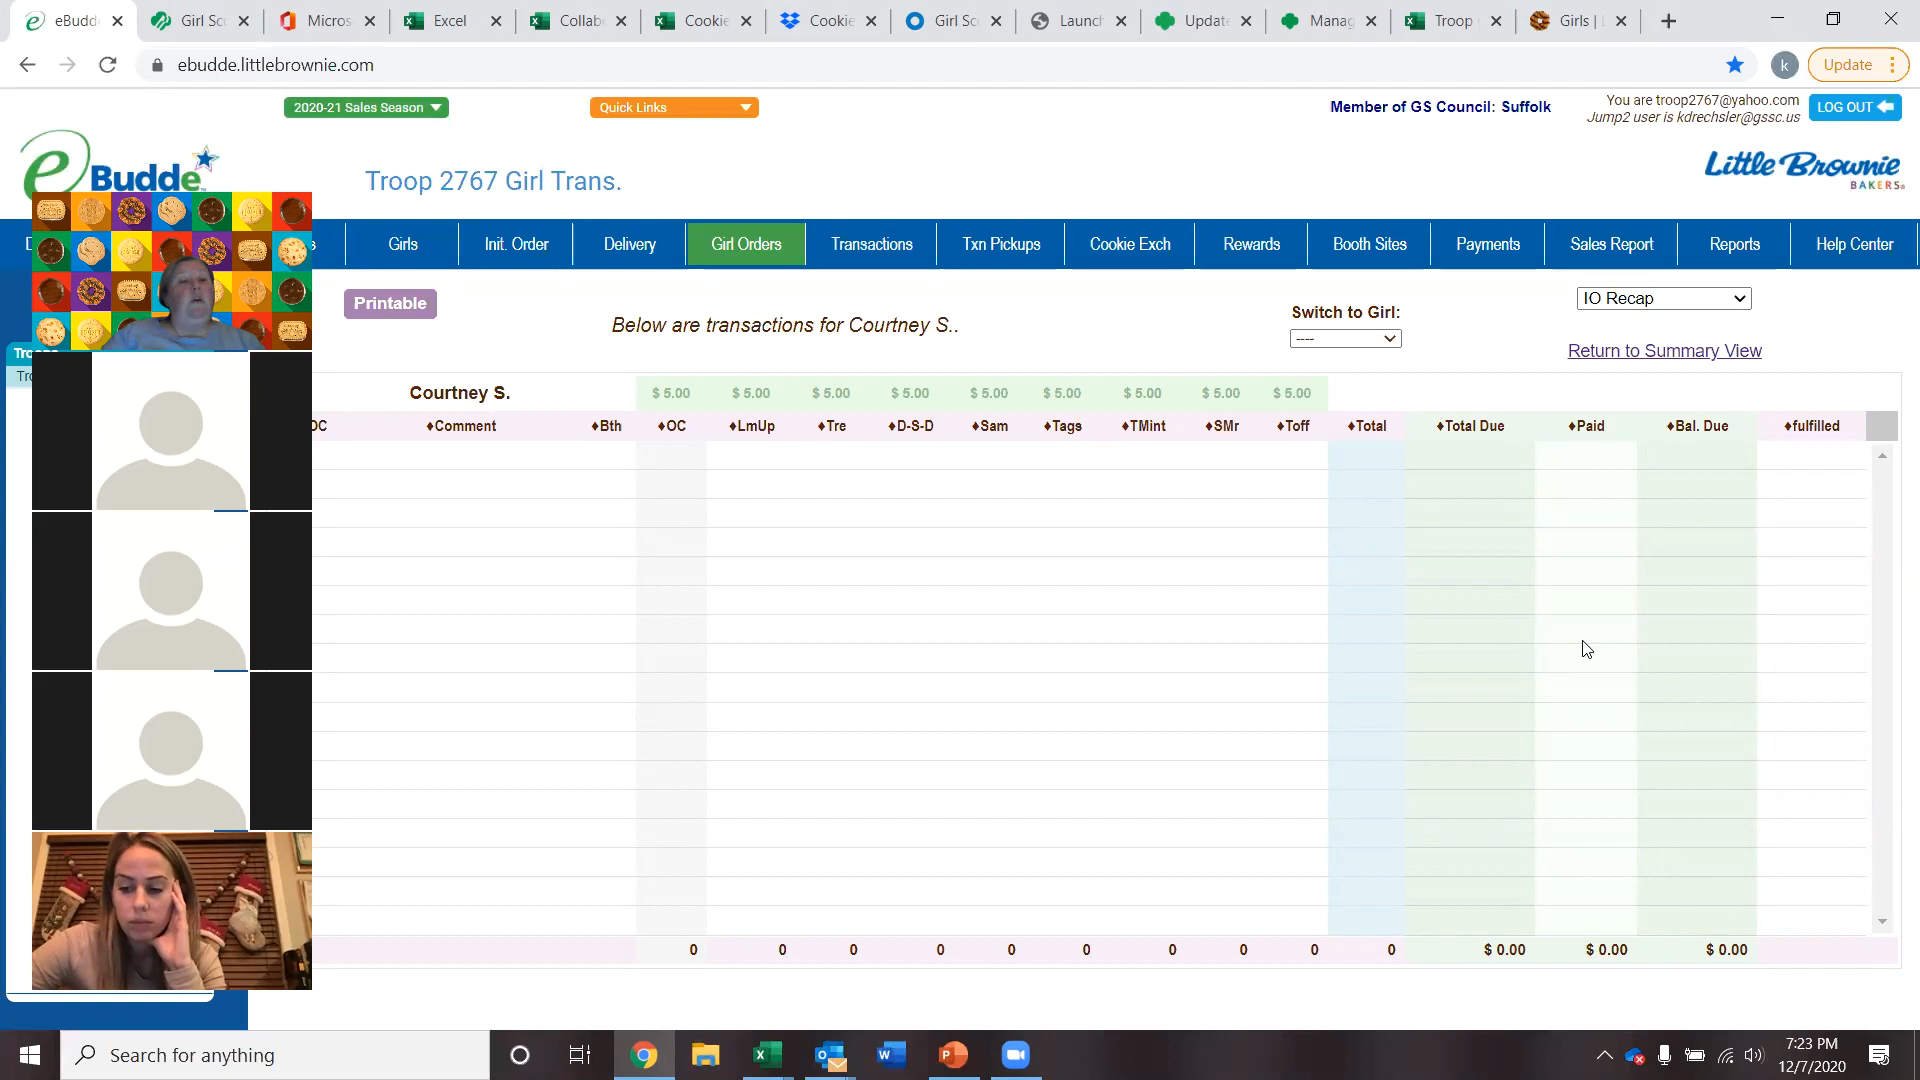 eBudde
Girl Sc
Micros
Excel
Collab
Cookie
Cookie
Girl Sc
Launch
Update
Manag
Troop
Girls |
ebudde.littlebrownie.com
k
Update
2020-21 Sales Season
Quick Links
Member of GS Council: Suffolk
You are troop2767@yahoo.com
Jump2 user is kdrechsler@gssc.us
LOG OUT
eBudde
Troop 2767 Girl Trans.
Little Brownie
BAKERS
Girls
Init. Order
Delivery
Girl Orders
Transactions
Txn Pickups
Cookie Exch
Rewards
Booth Sites
Payments
Sales Report
Reports
Help Center
Printable
Below are transactions for Courtney S..
Switch to Girl:
----
IO Recap
Return to Summary View
Courtney S.
$ 5.00 $ 5.00 $ 5.00 $ 5.00 $ 5.00 $ 5.00 $ 5.00 $ 5.00 $ 5.00
OC ♦Comment ♦Bth ♦OC ♦LmUp ♦Tre ♦D-S-D ♦Sam ♦Tags ♦TMint ♦SMr ♦Toff ♦Total ♦Total Due ♦Paid ♦Bal. Due ♦fulfilled
0 0 0 0 0 0 0 0 0 0 $ 0.00 $ 0.00 $ 0.00
Search for anything
7:23 PM
12/7/2020